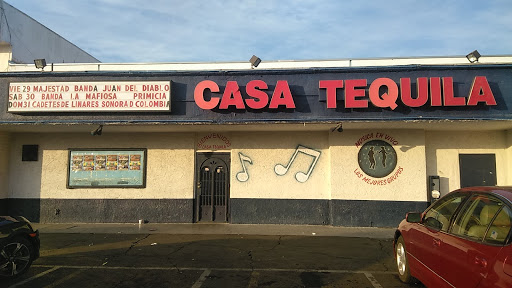 VIE 29 MAJESTAD BANDA JUAN DEL DIABLO
SAB 30 BANDA LA MAFIOSA PRIMICIA
DOM 31 CADETES DE LINARES SONORA D COLOMBIA
CASA TEQUILA
MUSICA EN VIVO
LOS MEJORES GRUPOS